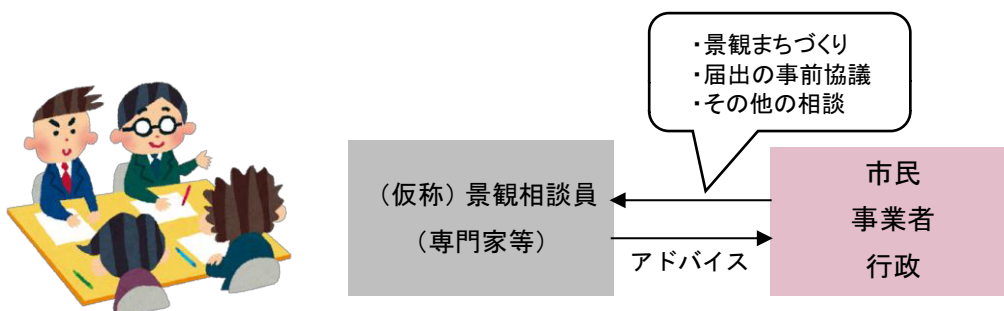 ・景観まちづくり
・届出の事前協議
・その他の相談
（仮称）景観相談員
（専門家等）
アドバイス
市民
事業者
行政